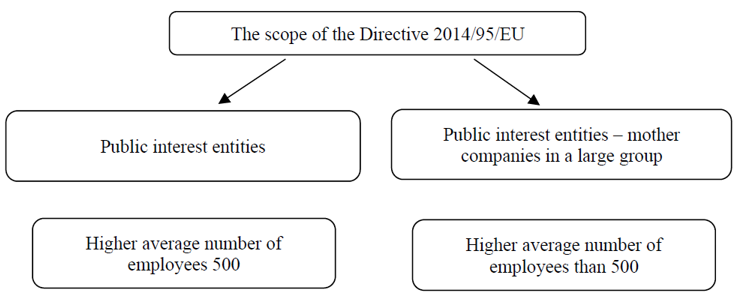 The scope of the Directive 2014/95/EU
Public interest entities
Public interest entities – mother
companies in a large group
Higher average number of
employees 500
Higher average number of
employees than 500